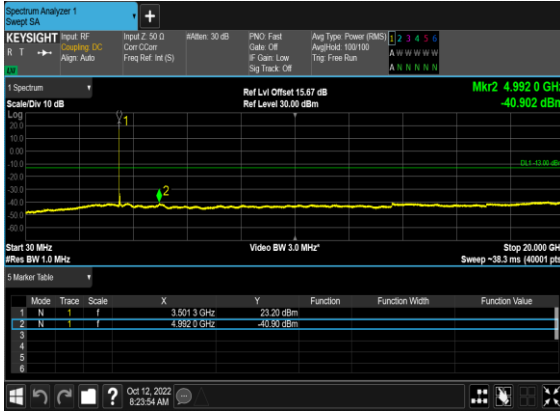 Spectrum Analyzer 1
Swept SA
+
KEYSIGHT Input: RF Input Z: 50 Ω #Atten: 30 dB PNO: Fast Avg Type: Power (RMS) 1 2 3 4 5 6
R T Coupling: DC Corr CCorr Gate: Off Avg|Hold: 100/100 A W W W W W
Align: Auto Freq Ref: Int (S) IF Gain: Low Trig: Free Run
Sig Track: Off A N N N N N
1 Spectrum Ref Lvl Offset 15.67 dB Mkr2 4.992 0 GHz
Scale/Div 10 dB Ref Level 30.00 dBm -40.902 dBm
Log
1
20.0
10.0
0.00
-10.0 DL1 -13.00 dBm
-20.0
-30.0
2
-40.0
-50.0
-60.0
Start 30 MHz Video BW 3.0 MHz* Stop 20.000 GHz
#Res BW 1.0 MHz Sweep ~38.3 ms (40001 pts)
5 Marker Table
Mode Trace Scale X Y Function Function Width Function Value
1 N 1 f 3.501 3 GHz 23.20 dBm
2 N 1 f 4.992 0 GHz -40.90 dBm
3
4
5
6
? Oct 12, 2022
8:23:54 AM